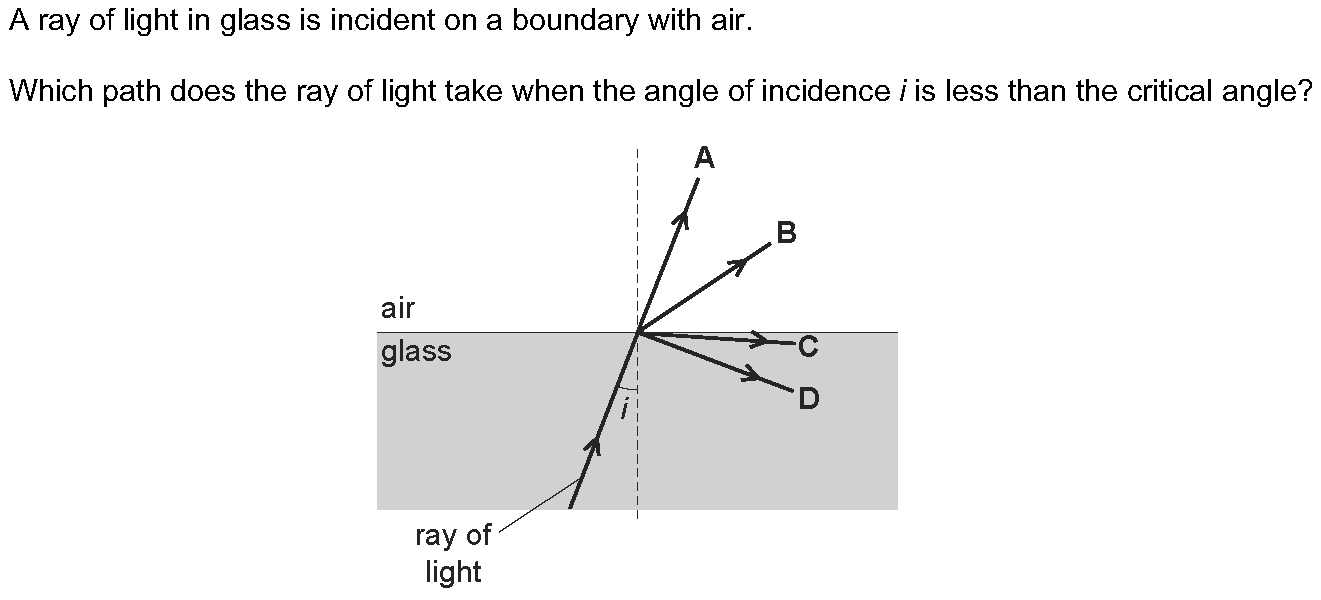 A ray of light in glass is incident on a boundary with air.
Which path does the ray of light take when the angle of incidence i is less than the critical angle?
A
B
air
glass
C
D
i
ray of
light